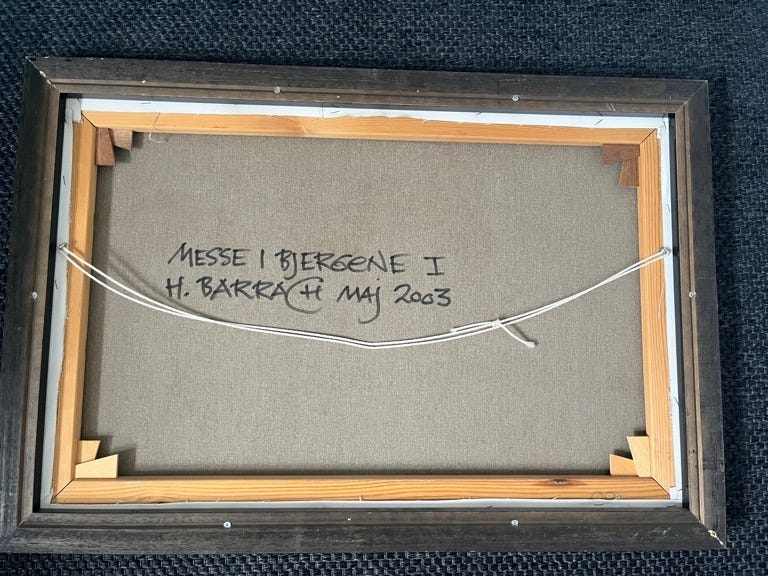 MESSE I BJERGENE I
H. BARRACH MAJ 2003